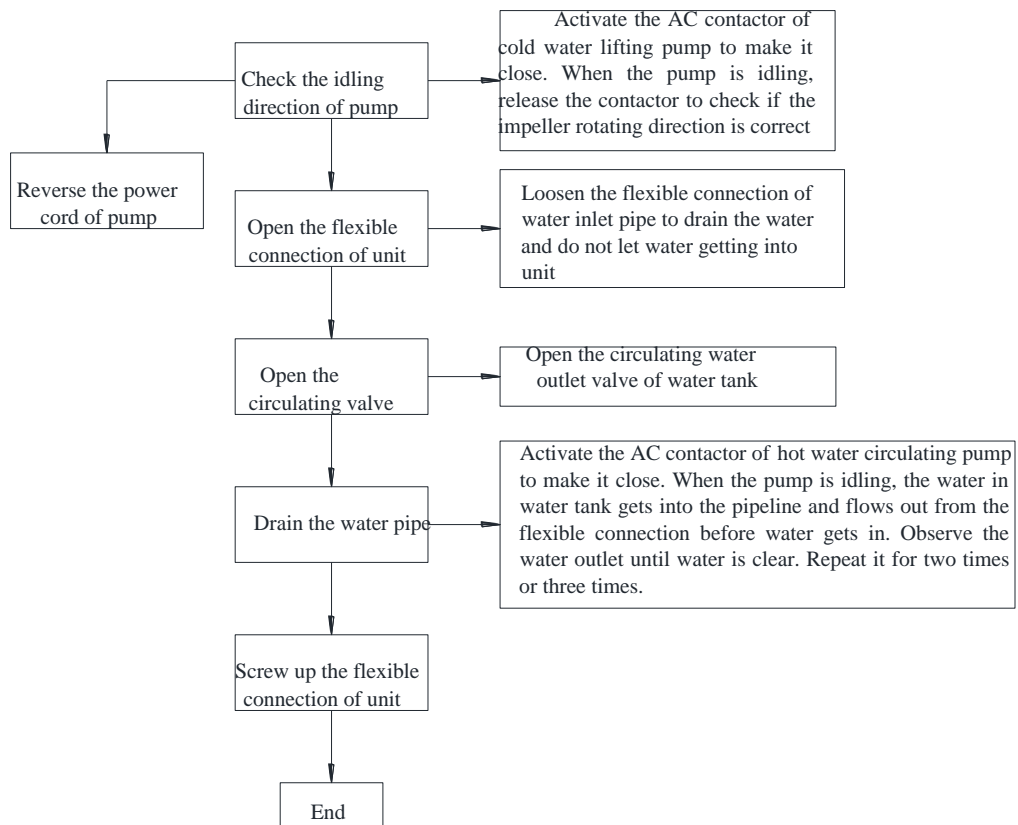 Activate the AC contactor of
cold water lifting pump to make it
close. When the pump is idling,
release the contactor to check if the
impeller rotating direction is correct
Check the idling
direction of pump
Reverse the power
cord of pump
Open the flexible
connection of unit
Loosen the flexible connection of
water inlet pipe to drain the water
and do not let water getting into
unit
Open the
circulating valve
Open the circulating water
outlet valve of water tank
Drain the water pipe
Activate the AC contactor of hot water circulating pump
to make it close. When the pump is idling, the water in
water tank gets into the pipeline and flows out from the
flexible connection before water gets in. Observe the
water outlet until water is clear. Repeat it for two times
or three times.
Screw up the flexible
connection of unit
End